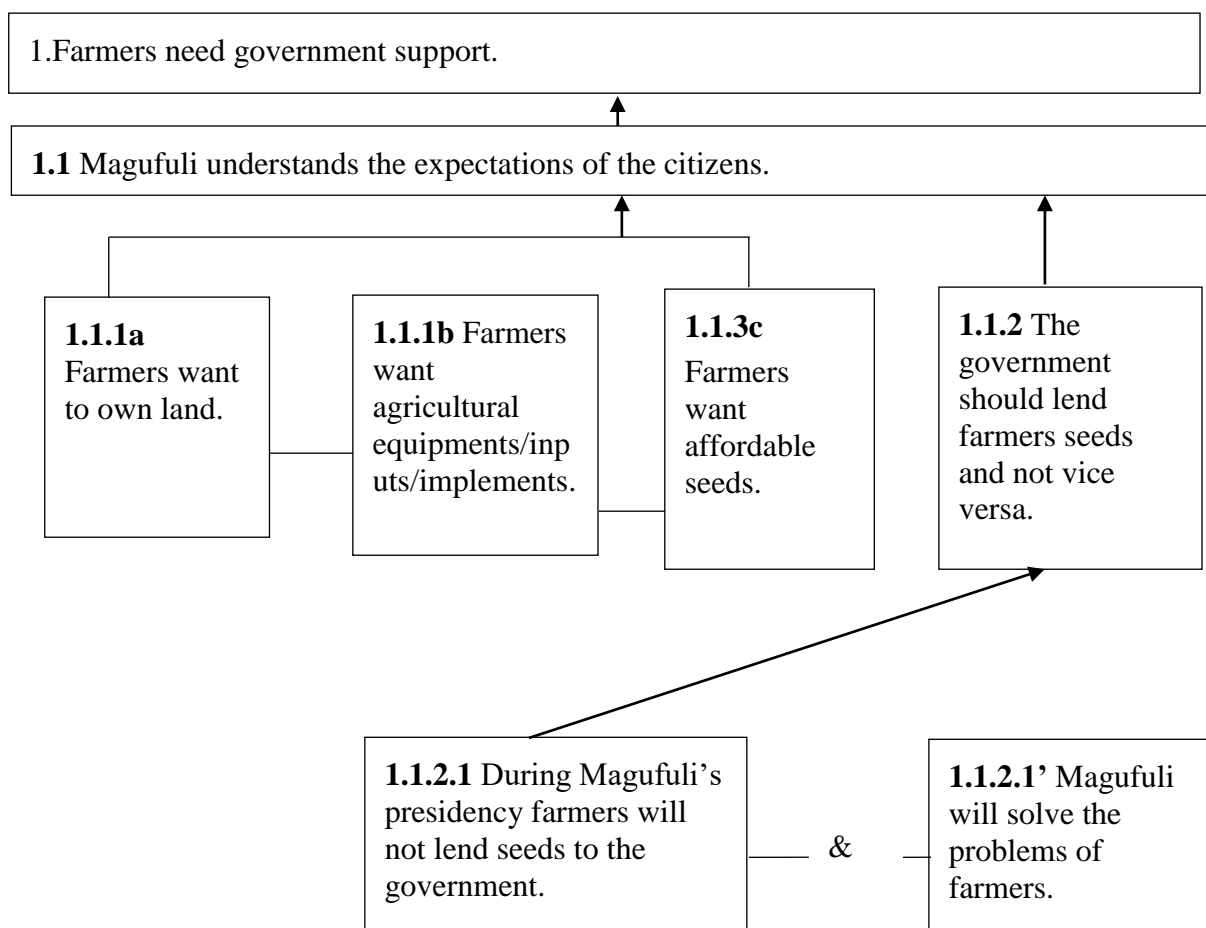 1.Farmers need government support.
1.1 Magufuli understands the expectations of the citizens.
1.1.1a
Farmers want
to own land.
1.1.1b Farmers
want
agricultural
equipments/inp
uts/implements.
1.1.3c
Farmers
want
affordable
seeds.
1.1.2 The
government
should lend
farmers seeds
and not vice
versa.
1.1.2.1 During Magufuli’s
presidency farmers will
not lend seeds to the
government.
&
1.1.2.1’ Magufuli
will solve the
problems of
farmers.